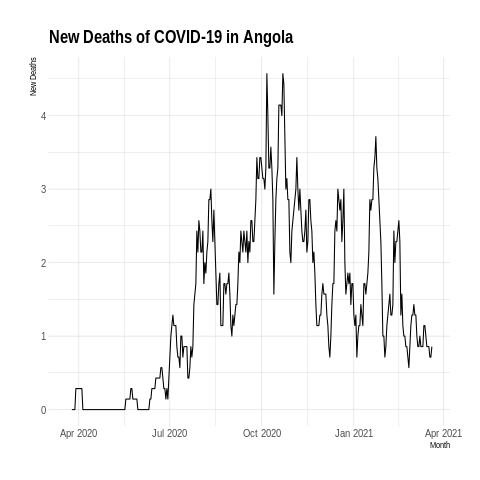 New Deaths of COVID-19 in Angola
New Deaths
4
3
2
1
0
Apr 2020
Jul 2020
Oct 2020
Jan 2021
Apr 2021
Month